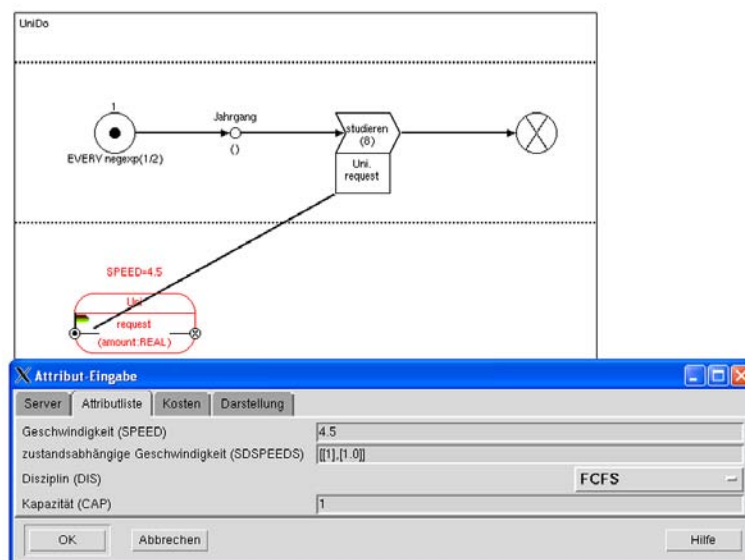 UniDo
1
Jahrgang
EVERY negexp(1/2)
()
studieren
(8)
Uni.
request
SPEED=4.5
Uni
request
(amount:REAL)
Attribut-Eingabe
Server Attributliste Kosten Darstellung
Geschwindigkeit (SPEED) 4.5
zustandsabhängige Geschwindigkeit (SDSPEEDS) [[1],[1.0]]
Disziplin (DIS) FCFS
Kapazität (CAP) 1
OK Abbrechen Hilfe